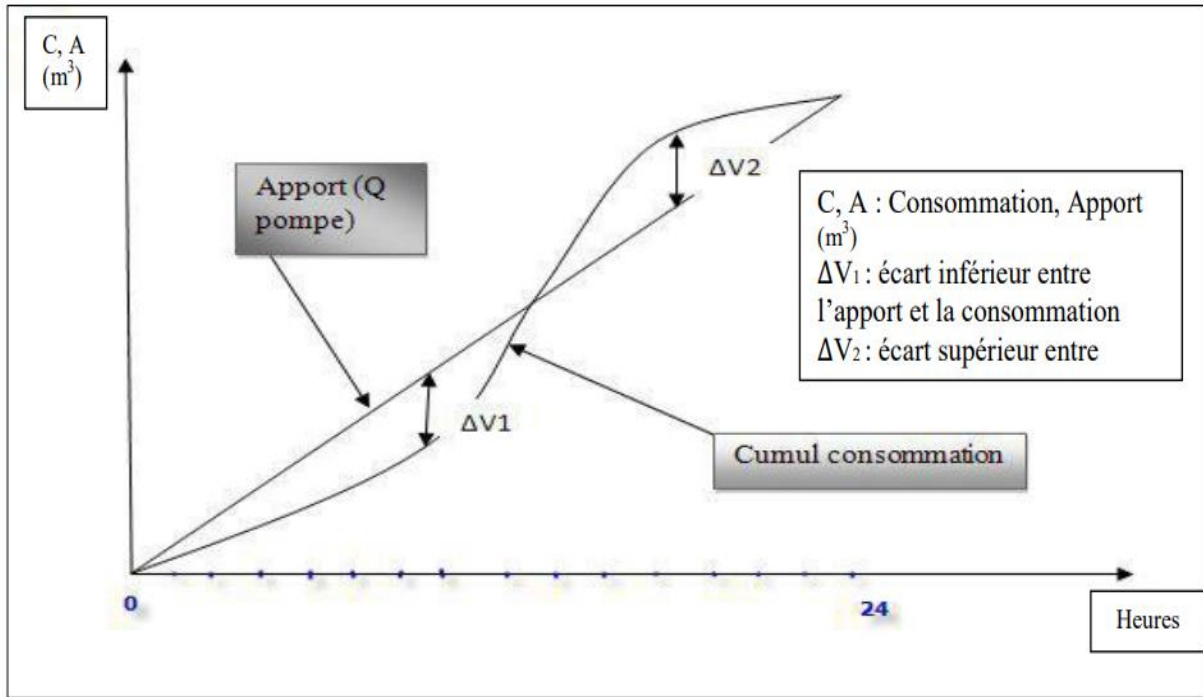 C, A
(m³)
Apport (Q
pompe)
ΔV2
C, A : Consommation, Apport
(m³)
ΔV₁ : écart inférieur entre
l’apport et la consommation
ΔV₂ : écart supérieur entre
ΔV1
Cumul consommation
0
24
Heures